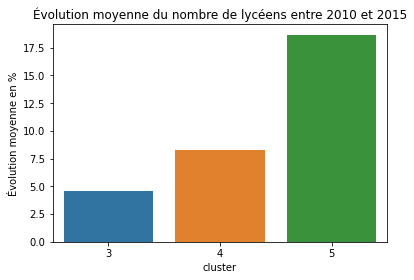 Évolution moyenne du nombre de lycéens entre 2010 et 2015
Évolution moyenne en %
17.5
15.0
12.5
10.0
7.5
5.0
2.5
0.0
3 4 5
cluster